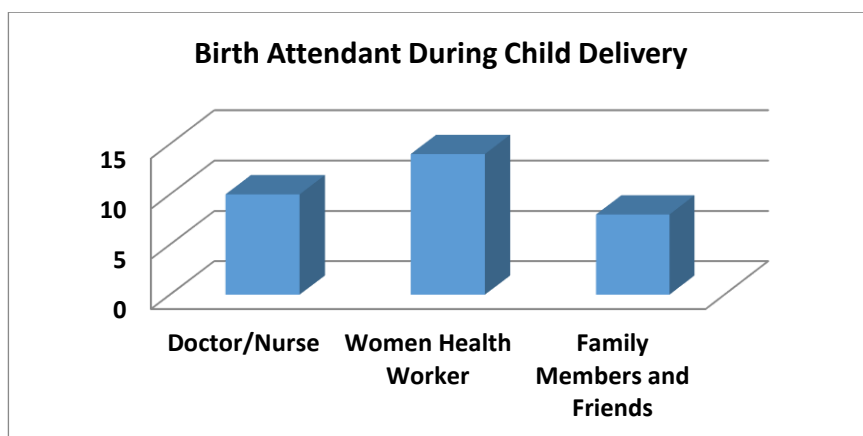 Birth Attendant During Child Delivery
15
10
5
0
Doctor/Nurse
Women Health
Worker
Family
Members and
Friends